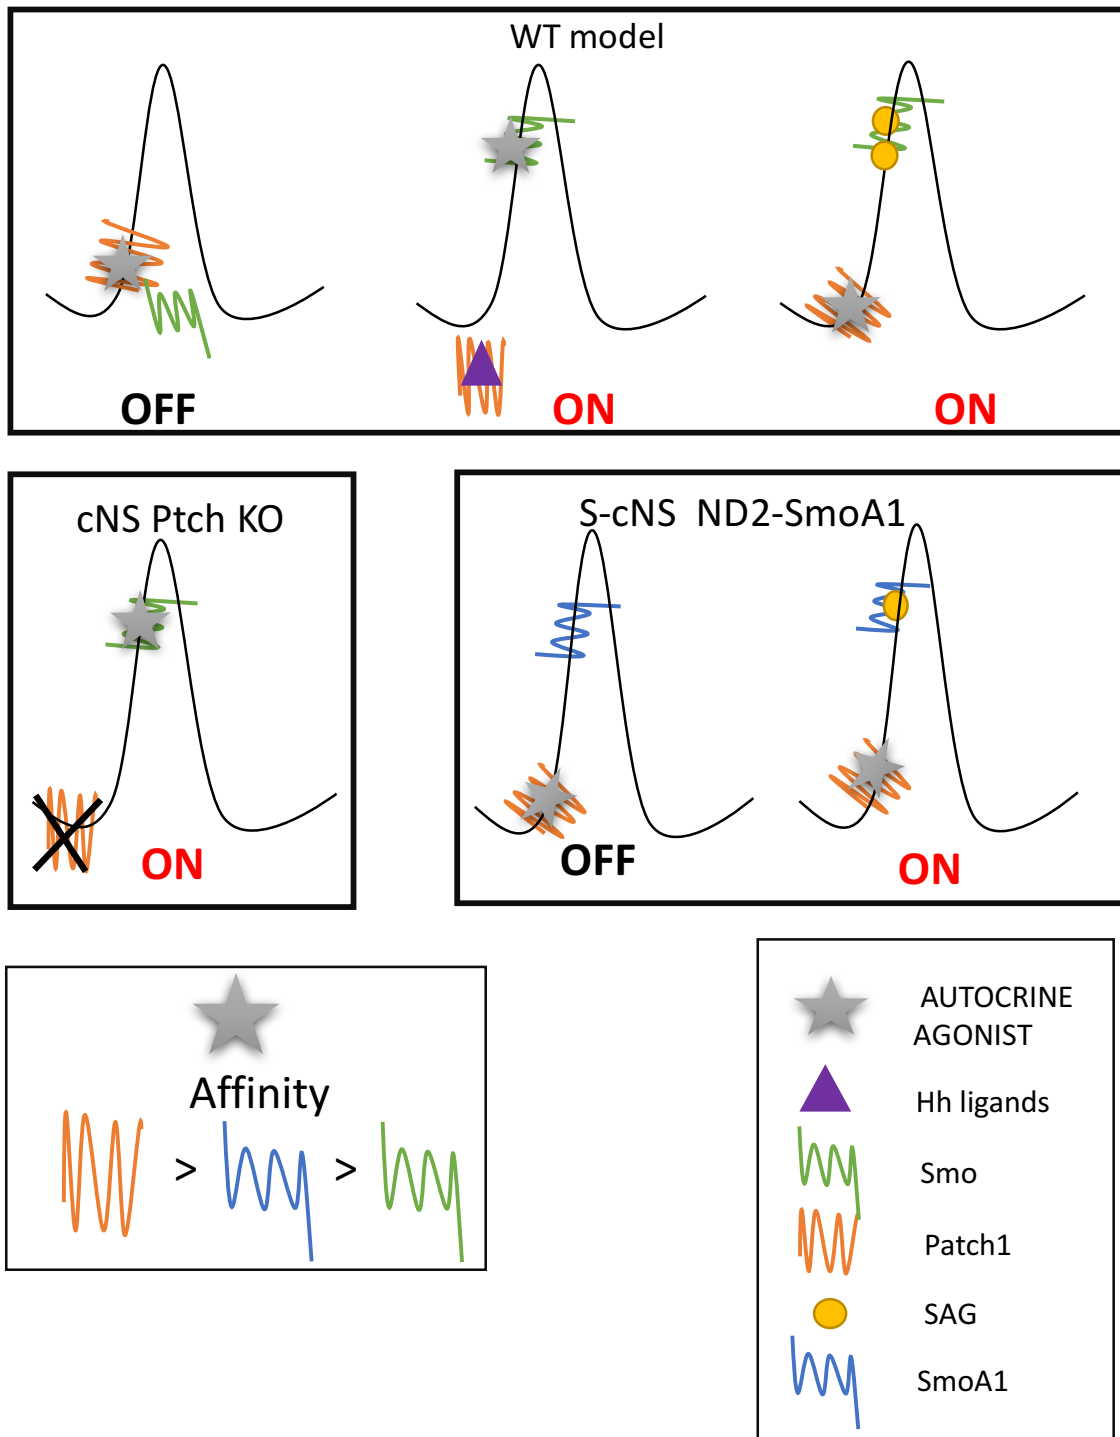 WT model
OFF
ON
ON
cNS Ptch KO
ON
S-cNS ND2-SmoA1
OFF
ON
Affinity
> >
AUTOCRINE
AGONIST
Hh ligands
Smo
Patch1
SAG
SmoA1